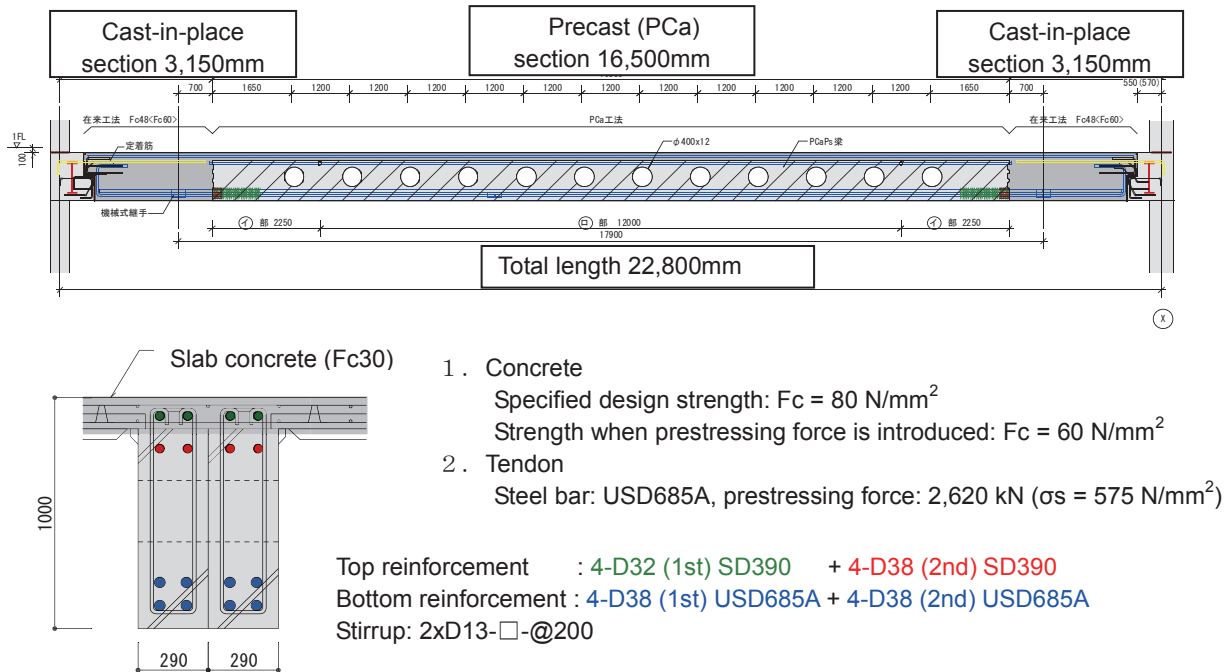 Cast-in-place
section 3,150mm
Precast (PCa)
section 16,500mm
Cast-in-place
section 3,150mm
700 1650 1200 1200 1200 1200 1200 1200 1200 1200 1200 1200 1200 1650 700 550(570)
在来工法 Fc48<Fc60>
PCa工法
在来工法 Fc48<Fc60>
1FL
100
定着筋
φ400x12
PCaPs梁
機械式継手
イ 部 2250
ロ 部 12000
イ 部 2250
17900
Total length 22,800mm
X
Slab concrete (Fc30)
1000
290 290
1. Concrete
Specified design strength: Fc = 80 N/mm²
Strength when prestressing force is introduced: Fc = 60 N/mm²
2. Tendon
Steel bar: USD685A, prestressing force: 2,620 kN (σs = 575 N/mm²)
Top reinforcement : 4-D32 (1st) SD390 + 4-D38 (2nd) SD390
Bottom reinforcement : 4-D38 (1st) USD685A + 4-D38 (2nd) USD685A
Stirrup: 2xD13-□-@200